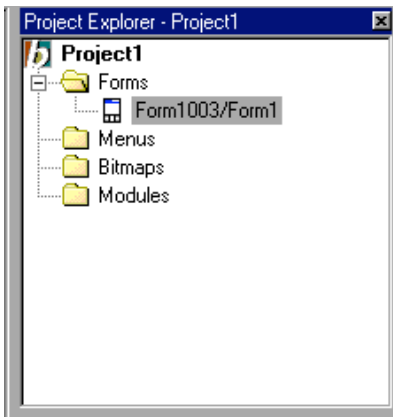 Project Explorer - Project1
Project1
Forms
Form1003/Form1
Menus
Bitmaps
Modules